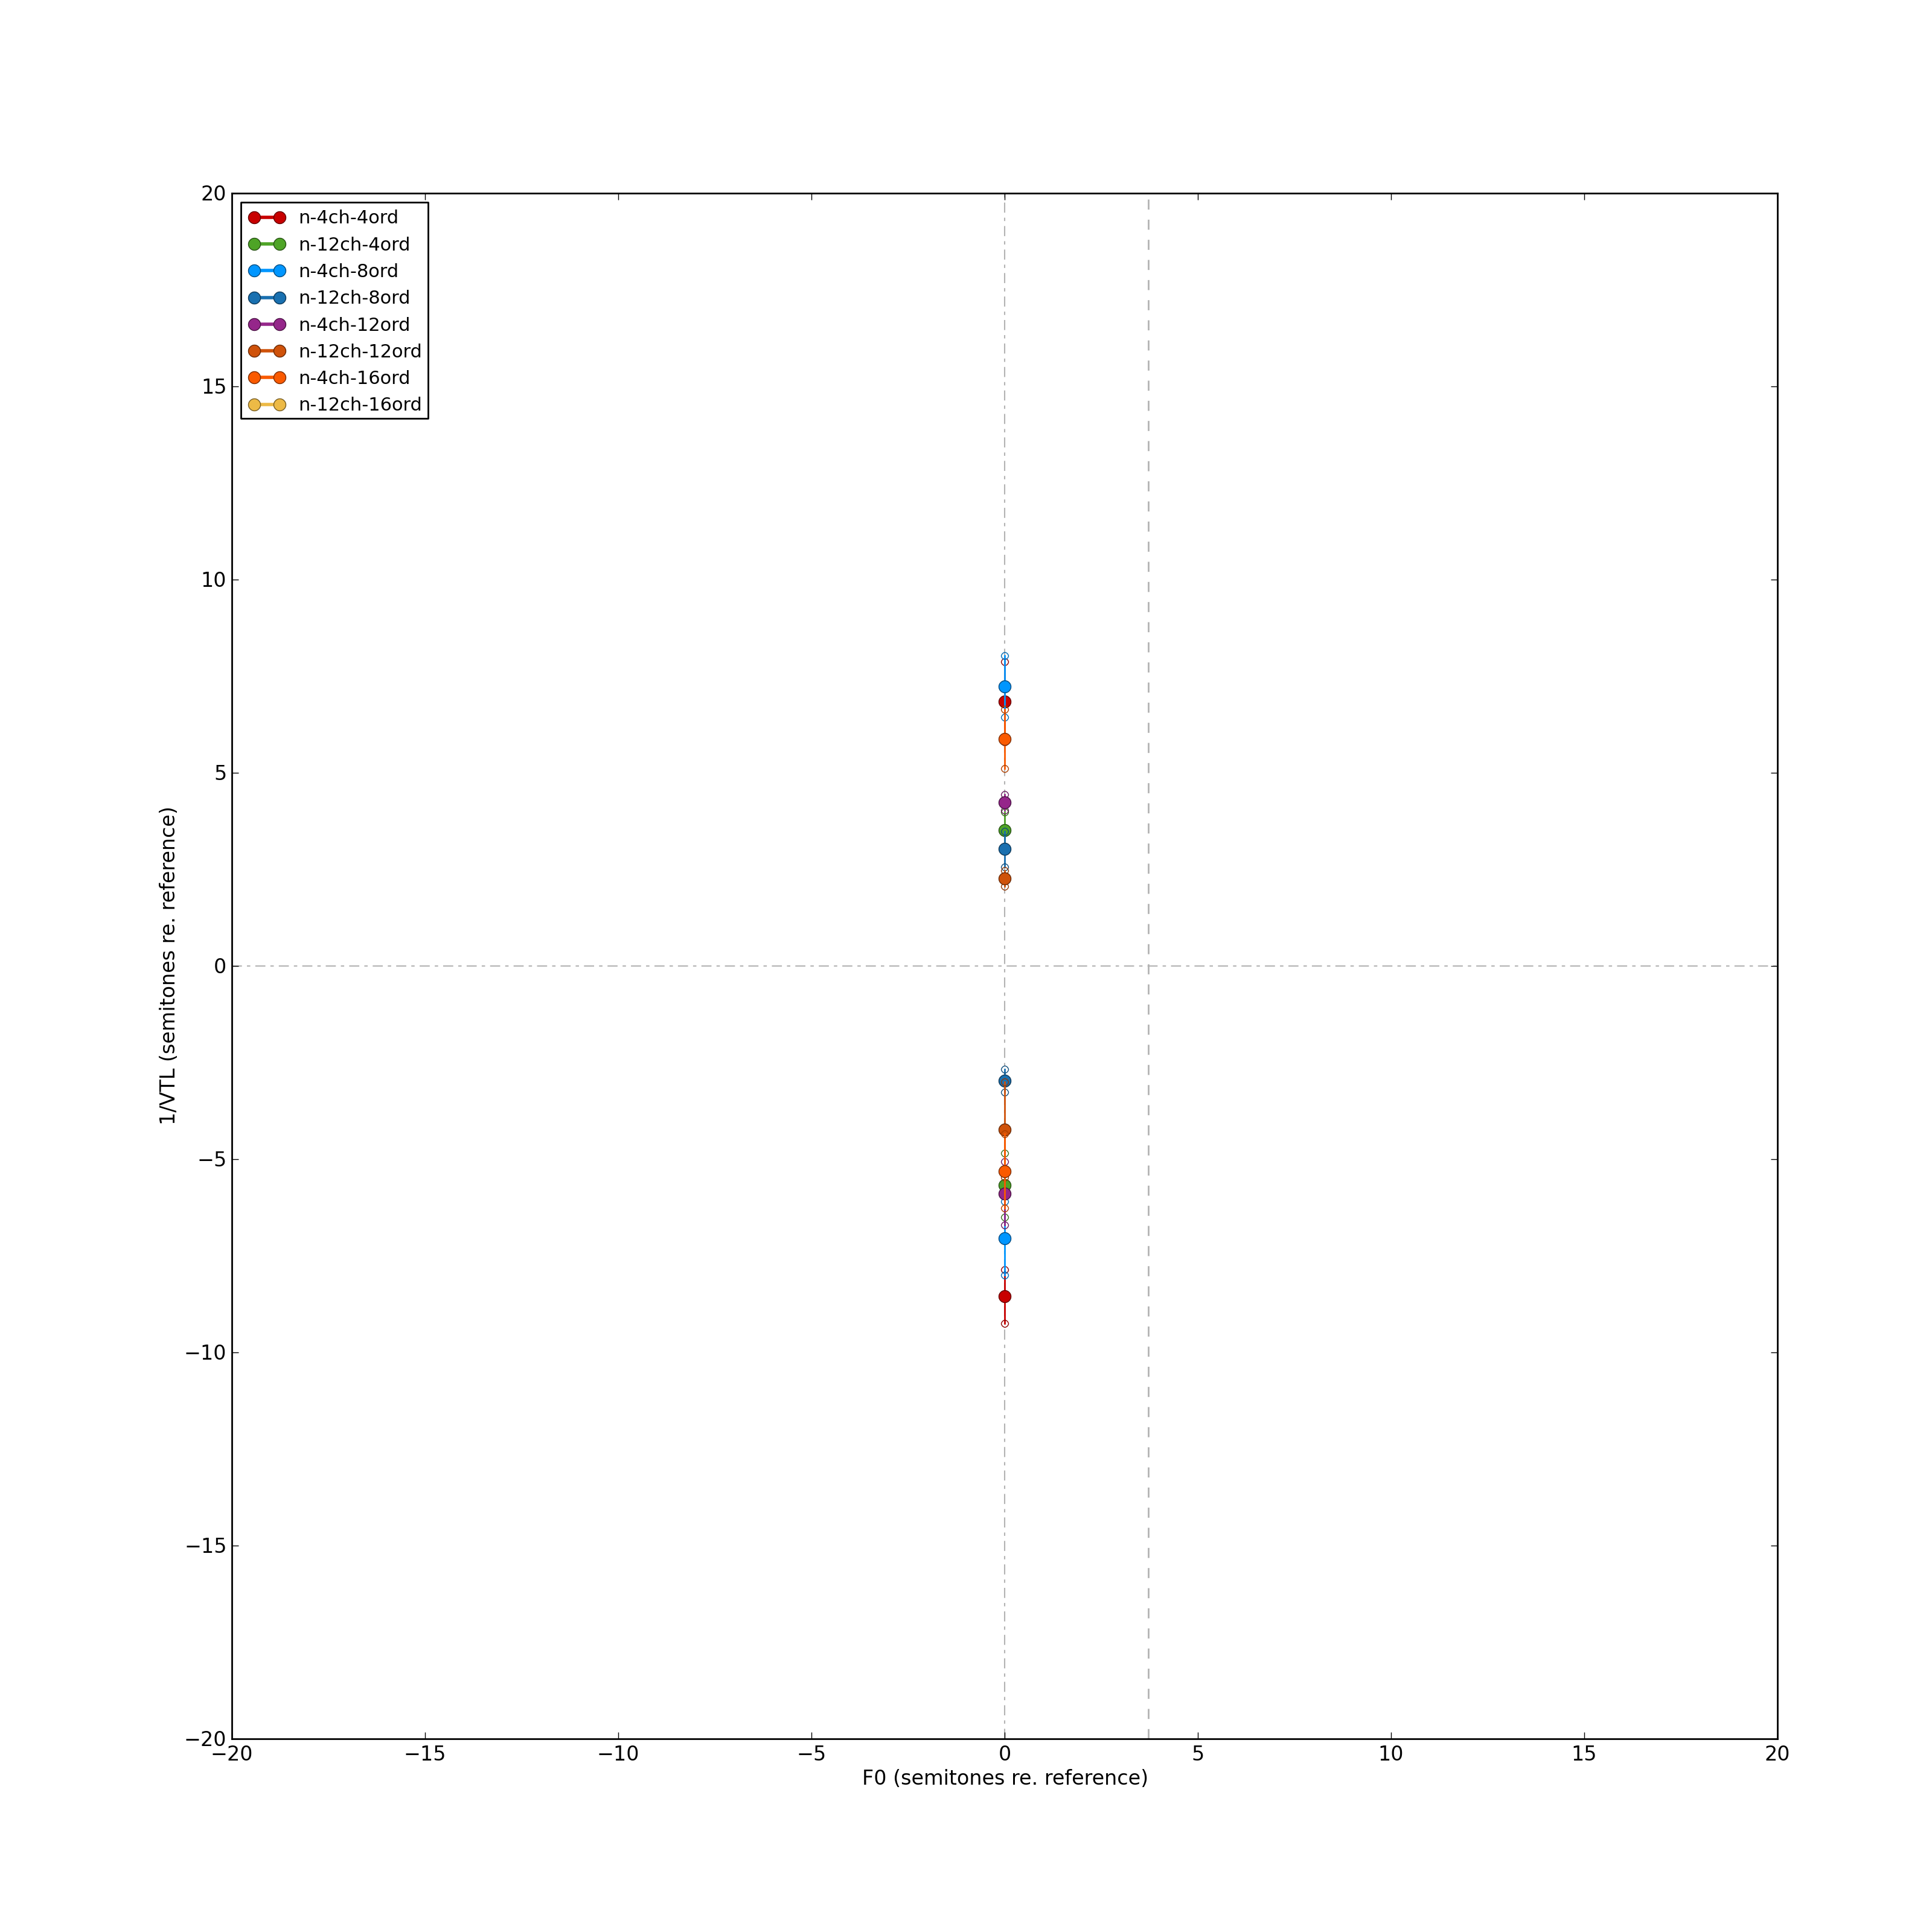 20
n-4ch-4ord
n-12ch-4ord
n-4ch-8ord
n-12ch-8ord
n-4ch-12ord
n-12ch-12ord
n-4ch-16ord
n-12ch-16ord
15
10
5
0
−5
−10
−15
−20
1/VTL (semitones re. reference)
−20 −15 −10 −5 0 5 10 15 20
F0 (semitones re. reference)